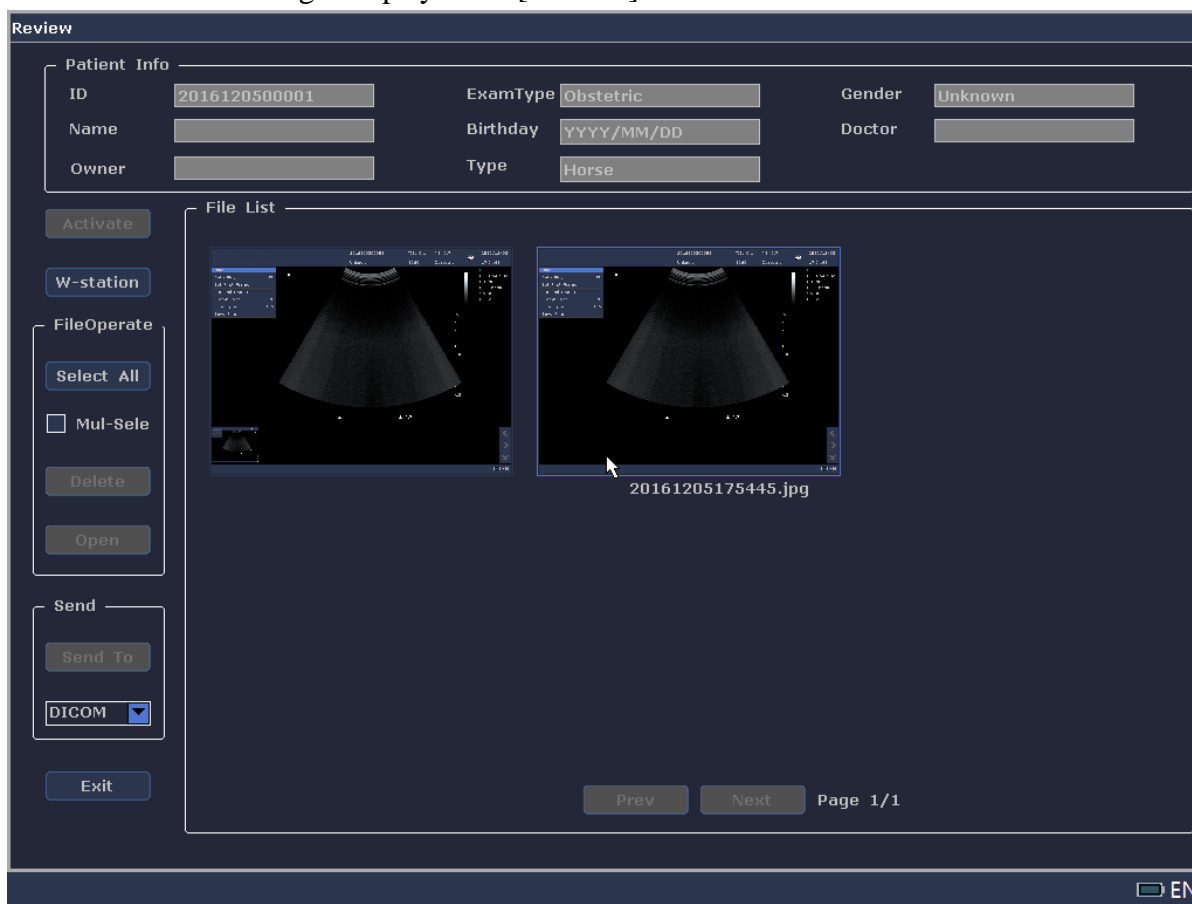 Review
Patient Info
ID 2016120500001 ExamType Obstetric Gender Unknown
Name Birthday YYYY/MM/DD Doctor
Owner Type Horse
Activate
W-station
FileOperate
Select All
Mul-Sele
Delete
Open
Send
Send To
DICOM
Exit
File List
20161205175445.jpg
Prev Next Page 1/1
EN